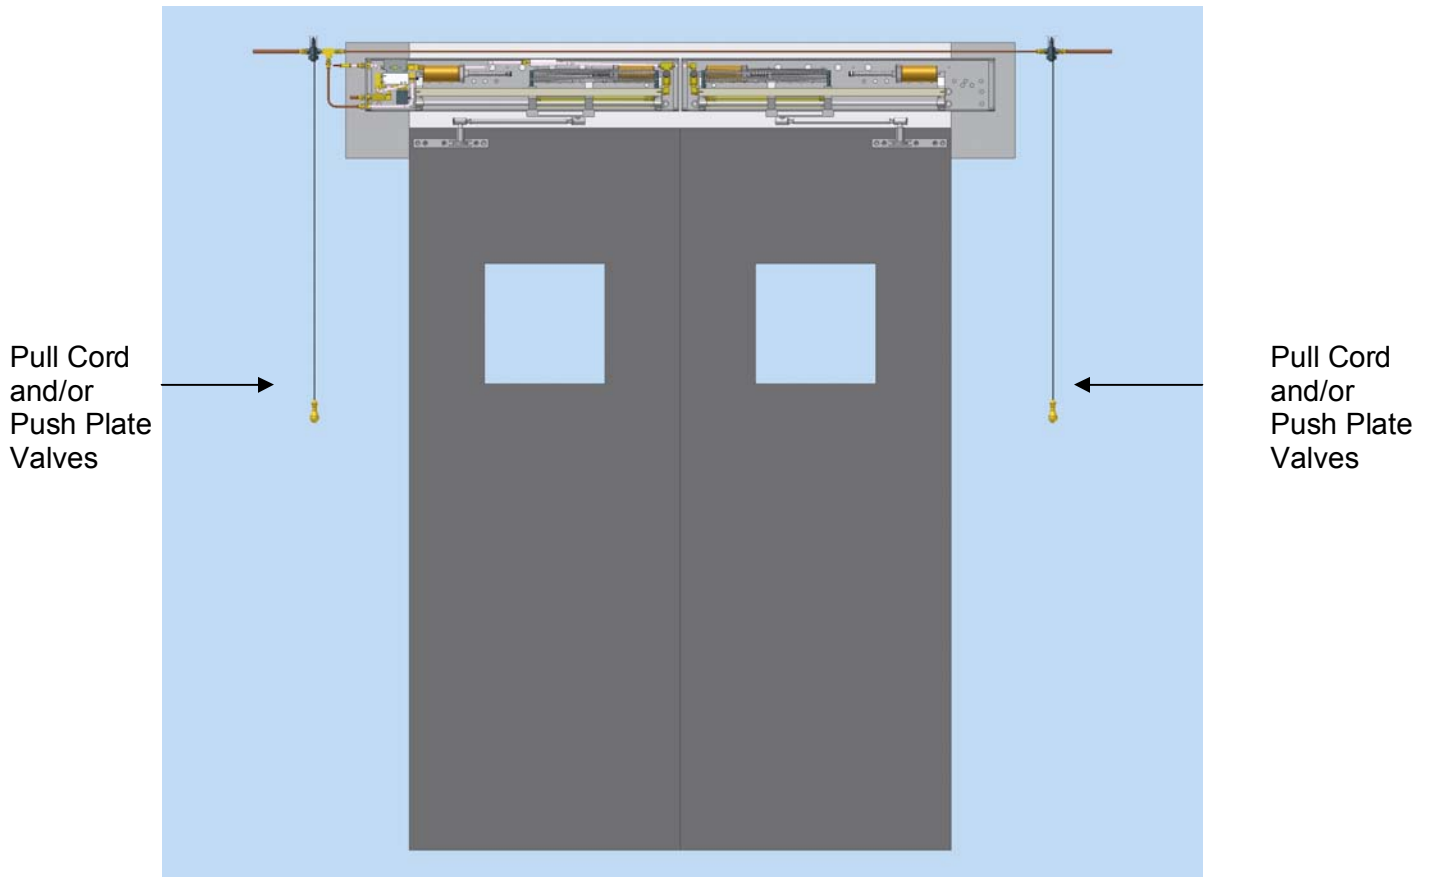 Pull Cord
and/or
Push Plate
Valves
Pull Cord
and/or
Push Plate
Valves